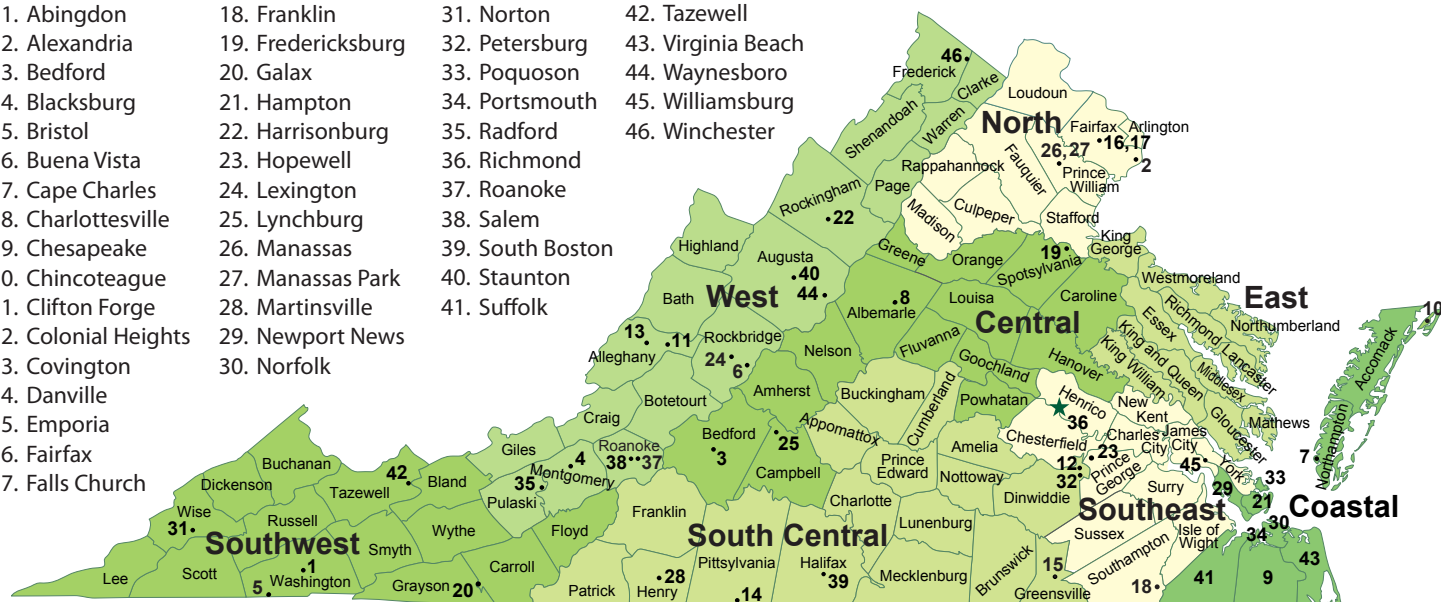 1. Abingdon
2. Alexandria
3. Bedford
4. Blacksburg
5. Bristol
6. Buena Vista
7. Cape Charles
8. Charlottesville
9. Chesapeake
0. Chincoteague
1. Clifton Forge
2. Colonial Heights
3. Covington
4. Danville
5. Emporia
6. Fairfax
7. Falls Church
18. Franklin
19. Fredericksburg
20. Galax
21. Hampton
22. Harrisonburg
23. Hopewell
24. Lexington
25. Lynchburg
26. Manassas
27. Manassas Park
28. Martinsville
29. Newport News
30. Norfolk
31. Norton
32. Petersburg
33. Poquoson
34. Portsmouth
35. Radford
36. Richmond
37. Roanoke
38. Salem
39. South Boston
40. Staunton
41. Suffolk
42. Tazewell
43. Virginia Beach
44. Waynesboro
45. Williamsburg
46. Winchester
46
Frederick
Clarke
Loudoun
Shenandoah
Warren
North
Fairfax
Arlington
16,17
26, 27
2
Rappahannock
Fauquier
Prince
William
Page
Rockingham
22
Madison
Culpeper
Stafford
King
George
Highland
Augusta
40
44
Greene
Orange
19
Spotsylvania
Westmoreland
Bath
West
8
Albemarle
Louisa
Caroline
Central
East
Richmond
Northumberland
Essex
Lancaster
King and Queen
King William
Middlesex
10
Accomack
13
11
Alleghany
Rockbridge
24
6
Nelson
Fluvanna
Goochland
Hanover
Amherst
Buckingham
Cumberland
Powhatan
Henrico
36
New
Kent
Gloucester
Mathews
Northampton
7
Botetourt
Craig
Roanoke
38
37
Bedford
3
25
Appomattox
Campbell
Prince
Edward
Amelia
Nottoway
Chesterfield
12
32
23
Charles
City
James
City
45
York
33
Prince
George
Dinwiddie
Surry
29
21
Coastal
30
34
Giles
4
Montgomery
35
Pulaski
Buchanan
Dickenson
42
Tazewell
Bland
Wise
31
Russell
Southwest
Smyth
Wythe
Floyd
Franklin
South Central
Charlotte
Lunenburg
Southeast
Sussex
Isle of
Wight
Lee
Scott
1
5
Washington
Grayson
20
Carroll
Patrick
28
Henry
Pittsylvania
14
Halifax
39
Mecklenburg
Brunswick
15
Greensville
Southampton
18
41
9
43